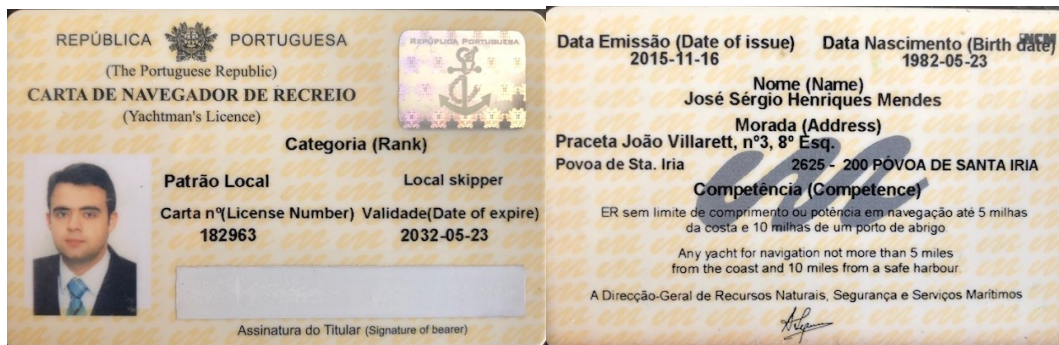 REPÚBLICA PORTUGUESA
(The Portuguese Republic)
CARTA DE NAVEGADOR DE RECREIO
(Yachtman's Licence)
REPÚBLICA PORTUGUESA
Categoria (Rank)
Patrão Local Local skipper
Carta nº(License Number) Validade(Date of expire)
182963 2032-05-23
Assinatura do Titular (Signature of bearer)
Data Emissão (Date of issue) Data Nascimento (Birth date)
2015-11-16 1982-05-23
Nome (Name)
José Sérgio Henriques Mendes
Morada (Address)
Praceta João Villarett, nº3, 8º Esq.
Povoa de Sta. Iria 2625 - 200 PÓVOA DE SANTA IRIA
Competência (Competence)
ER sem limite de comprimento ou potência em navegação até 5 milhas
da costa e 10 milhas de um porto de abrigo
Any yacht for navigation not more than 5 miles
from the coast and 10 miles from a safe harbour
A Direcção-Geral de Recursos Naturais, Segurança e Serviços Marítimos